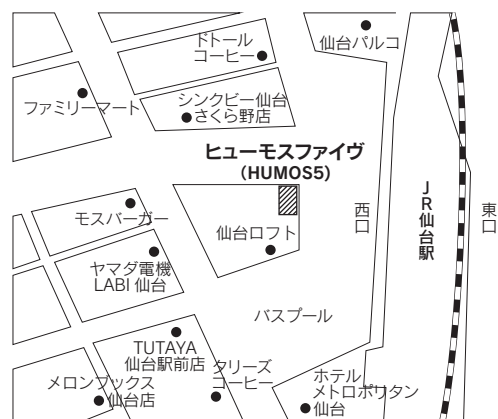 ドトール
コーヒー
仙台パルコ
ファミリーマート
シンクビー仙台
さくら野店
ヒューモスファイヴ
(HUMOS5)
モスバーガー
仙台ロフト
西口
JR仙台駅
東口
ヤマダ電機
LABI 仙台
バスプール
TUTAYA
仙台駅前店
タリーズ
コーヒー
メロンブックス
仙台店
ホテル
メトロポリタン
仙台